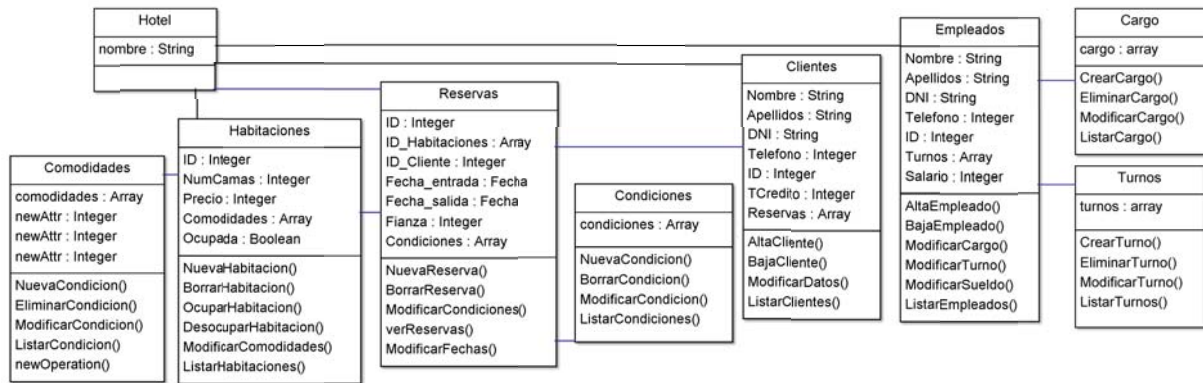 Hotel
nombre : String
Comodidades
comodidades : Array
newAttr : Integer
newAttr : Integer
newAttr : Integer
NuevaCondicion()
EliminarCondicion()
ModificarCondicion()
ListarCondicion()
newOperation()
Habitaciones
ID : Integer
NumCamas : Integer
Precio : Integer
Comodidades : Array
Ocupada : Boolean
NuevaHabitacion()
BorrarHabitacion()
OcuparHabitacion()
DesocuparHabitacion()
ModificarComodidades()
ListarHabitaciones()
Reservas
ID : Integer
ID_Habitaciones : Array
ID_Cliente : Integer
Fecha_entrada : Fecha
Fecha_salida : Fecha
Fianza : Integer
Condiciones : Array
NuevaReserva()
BorrarReserva()
ModificarCondiciones()
verReservas()
ModificarFechas()
Condiciones
condiciones : Array
NuevaCondicion()
BorrarCondicion()
ModificarCondicion()
ListarCondiciones()
Clientes
Nombre : String
Apellidos : String
DNI : String
Telefono : Integer
ID : Integer
TCredito : Integer
Reservas : Array
AltaCliente()
BajaCliente()
ModificarDatos()
ListarClientes()
Empleados
Nombre : String
Apellidos : String
DNI : String
Telefono : Integer
ID : Integer
Turnos : Array
Salario : Integer
AltaEmpleado()
BajaEmpleado()
ModificarCargo()
ModificarTurno()
ModificarSueldo()
ListarEmpleados()
Cargo
cargo : array
CrearCargo()
EliminarCargo()
ModificarCargo()
ListarCargo()
Turnos
turnos : array
CrearTurno()
EliminarTurno()
ModificarTurno()
ListarTurnos()